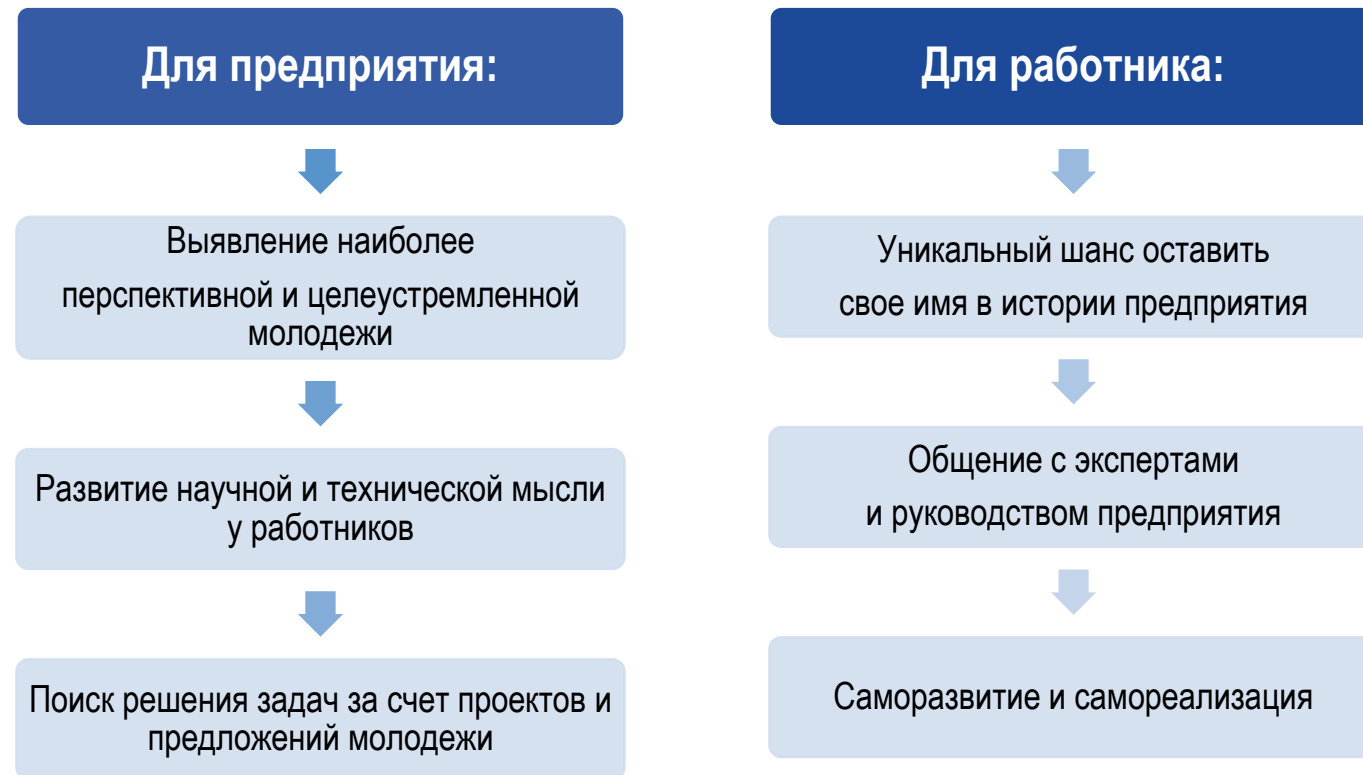 Для предприятия:
Выявление наиболее
перспективной и целеустремленной
молодежи
Развитие научной и технической мысли
у работников
Поиск решения задач за счет проектов и
предложений молодежи
Для работника:
Уникальный шанс оставить
свое имя в истории предприятия
Общение с экспертами
и руководством предприятия
Саморазвитие и самореализация